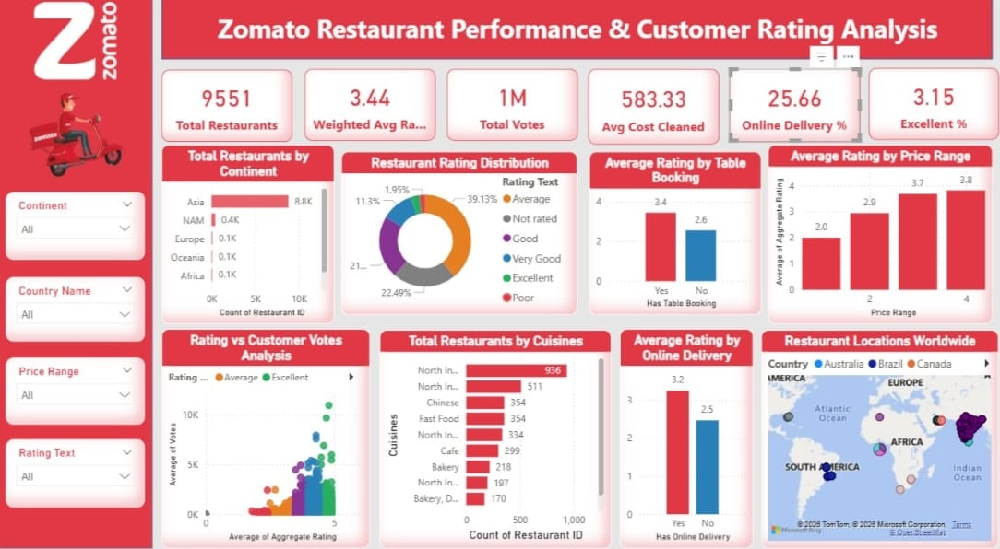 zomato
zomato
Continent
All
Country Name
All
Price Range
All
Rating Text
All
Zomato Restaurant Performance & Customer Rating Analysis
9551
Total Restaurants
3.44
Weighted Avg Ra...
1M
Total Votes
583.33
Avg Cost Cleaned
25.66
Online Delivery %
3.15
Excellent %
Total Restaurants by
Continent
Asia 8.8K
NAM 0.4K
Europe 0.1K
Oceania 0.1K
Africa 0.1K
0K 5K 10K
Count of Restaurant ID
Restaurant Rating Distribution
Rating Text
Average
Not rated
Good
Very Good
Excellent
Poor
1.95%
11.3%
39.13%
21...
22.49%
Average Rating by Table
Booking
4
2
0
3.4
2.6
Yes No
Has Table Booking
Average Rating by Price Range
Average of Aggregate Rating
4
3
2
1
0
2.0
2.9
3.7
3.8
2 4
Price Range
Rating vs Customer Votes
Analysis
Rating ... Average Excellent
Average of Votes
10K
5K
0K
0 5
Average of Aggregate Rating
Total Restaurants by Cuisines
Cuisines
North In... 936
North In... 511
Chinese 354
Fast Food 354
North In... 334
Cafe 299
Bakery 218
North In... 197
Bakery, D... 170
0 500 1,000
Count of Restaurant ID
Average Rating by
Online Delivery
3
2
1
0
3.2
2.5
Yes No
Has Online Delivery
Restaurant Locations Worldwide
Country Australia Brazil Canada
AMERICA
EUROPE
Atlantic
Ocean
AFRICA
SOUTH AMERICA
Indian
Ocean
Microsoft Bing
© 2026 TomTom, © 2026 Microsoft Corporation, Terms
© OpenStreetMap